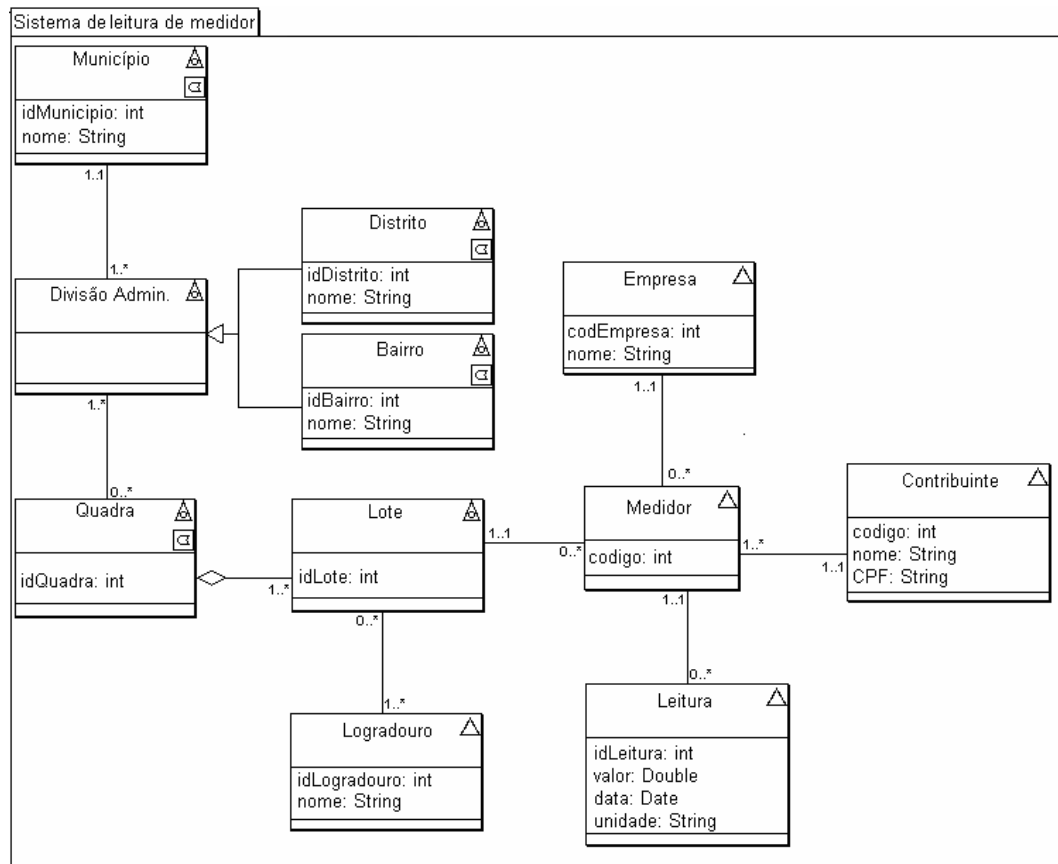 Sistema de leitura de medidor
Município
idMunicipio: int
nome: String
1..1
1..*
Divisão Admin.
1..*
0..*
Distrito
idDistrito: int
nome: String
Bairro
idBairro: int
nome: String
Empresa
codEmpresa: int
nome: String
1..1
0..*
Quadra
idQuadra: int
1..*
Lote
idLote: int
1..1
0..*
Medidor
codigo: int
1..*
1..1
Contribuinte
codigo: int
nome: String
CPF: String
0..*
1..*
Logradouro
idLogradouro: int
nome: String
1..1
0..*
Leitura
idLeitura: int
valor: Double
data: Date
unidade: String